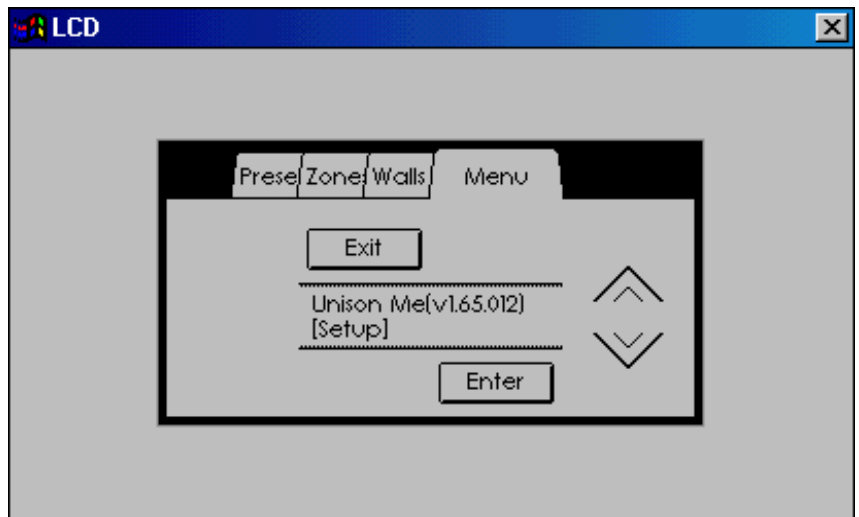 LCD
Prese Zone Walls Menu
Exit
Unison Me(v1.65.012)
[Setup]
Enter